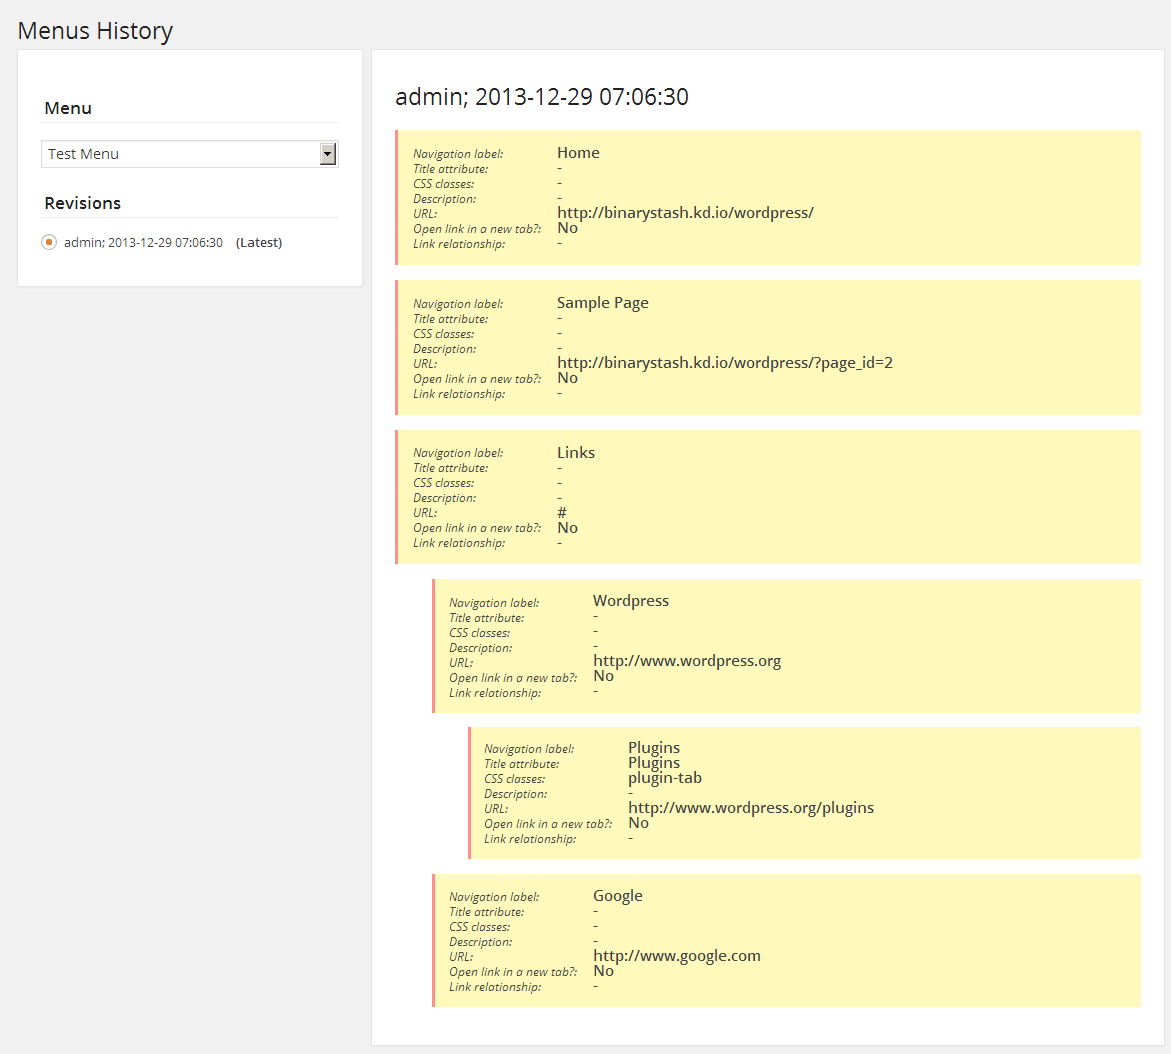 Menus History
Menu
Test Menu
Revisions
admin; 2013-12-29 07:06:30 (Latest)
admin; 2013-12-29 07:06:30
Navigation label: Home
Title attribute: -
CSS classes: -
Description: -
URL: http://binarystash.kd.io/wordpress/
Open link in a new tab?: No
Link relationship: -
Navigation label: Sample Page
Title attribute: -
CSS classes: -
Description: -
URL: http://binarystash.kd.io/wordpress/?page_id=2
Open link in a new tab?: No
Link relationship: -
Navigation label: Links
Title attribute: -
CSS classes: -
Description: -
URL: #
Open link in a new tab?: No
Link relationship: -
Navigation label: Wordpress
Title attribute: -
CSS classes: -
Description: -
URL: http://www.wordpress.org
Open link in a new tab?: No
Link relationship: -
Navigation label: Plugins
Title attribute: Plugins
CSS classes: plugin-tab
Description: -
URL: http://www.wordpress.org/plugins
Open link in a new tab?: No
Link relationship: -
Navigation label: Google
Title attribute: -
CSS classes: -
Description: -
URL: http://www.google.com
Open link in a new tab?: No
Link relationship: -